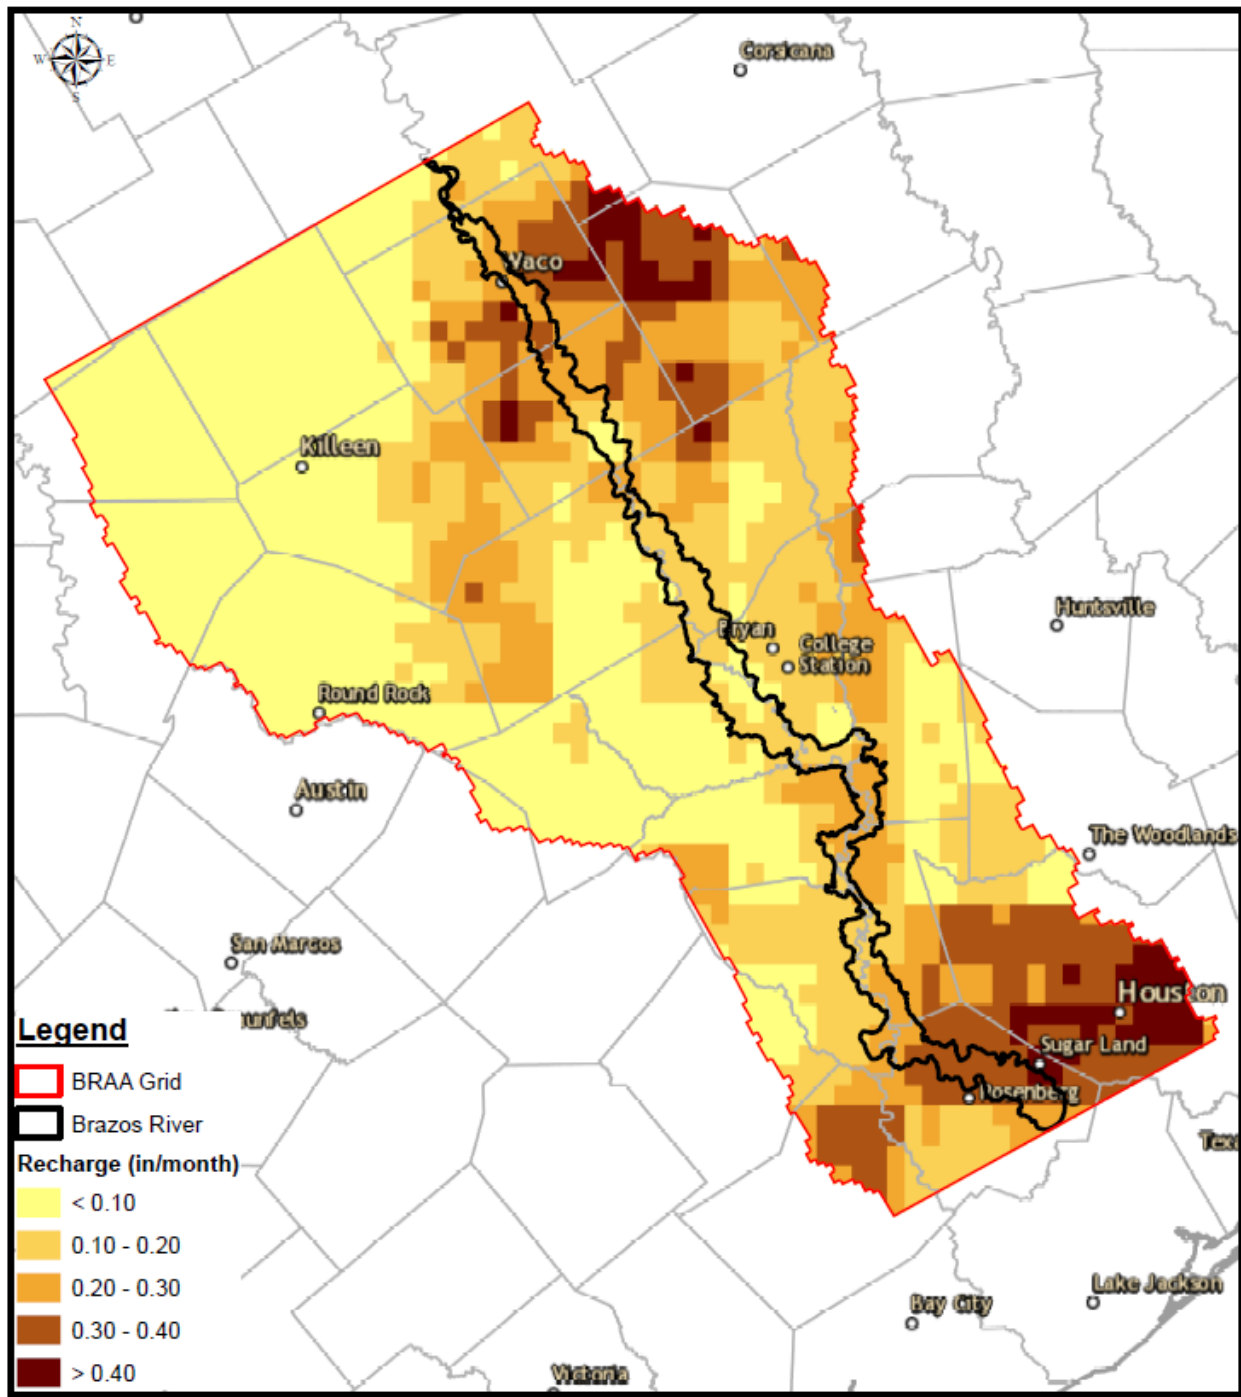 N
W E
S
Corsicana
Waco
Killeen
Huntsville
Bryan
College
Station
Round Rock
Austin
The Woodlands
San Marcos
Houston
Sugar Land
Rosenberg
Legend
BRAA Grid
Brazos River
Recharge (in/month)
< 0.10
0.10 - 0.20
0.20 - 0.30
0.30 - 0.40
> 0.40
Lake Jackson
Bay City
Victoria